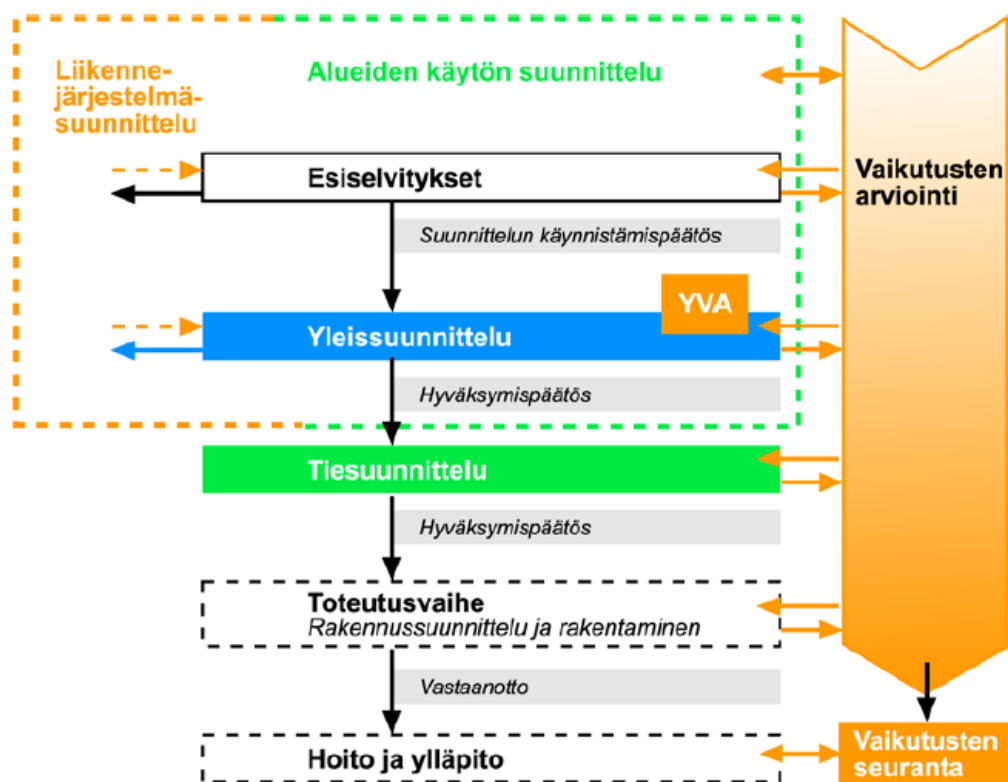 Liikenne-
järjestelmä-
suunnittelu
Alueiden käytön suunnittelu
Esiselvitykset
Vaikutusten
arviointi
Suunnittelun käynnistämispäätös
YVA
Yleissuunnittelu
Hyväksymispäätös
Tiesuunnittelu
Hyväksymispäätös
Toteutusvaihe
Rakennussuunnittelu ja rakentaminen
Vastaanotto
Hoito ja ylläpito
Vaikutusten
seuranta